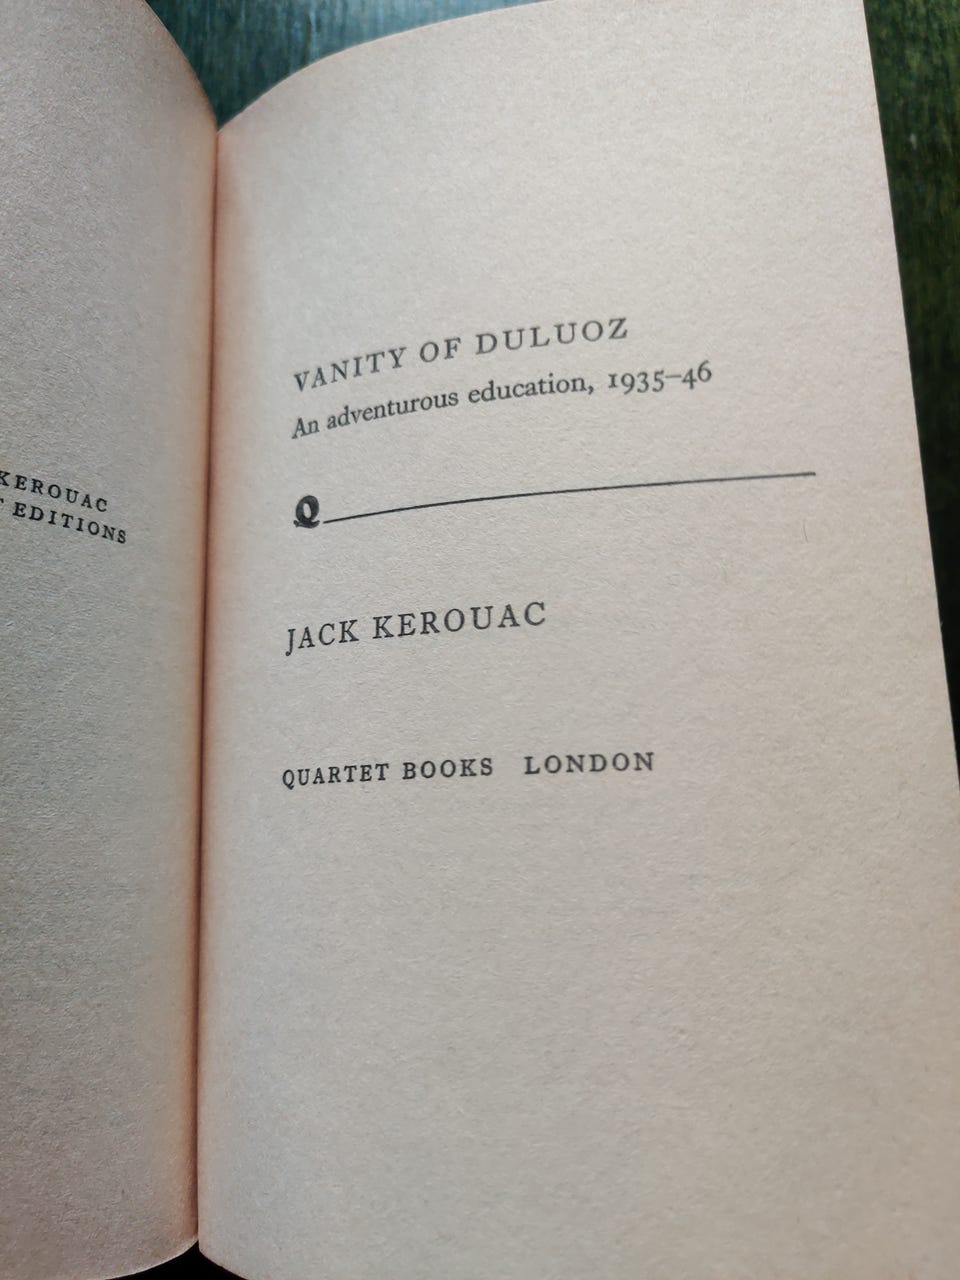 KEROUAC
EDITIONS
VANITY OF DULUOZ
An adventurous education, 1935–46
Q
JACK KEROUAC
QUARTET BOOKS LONDON